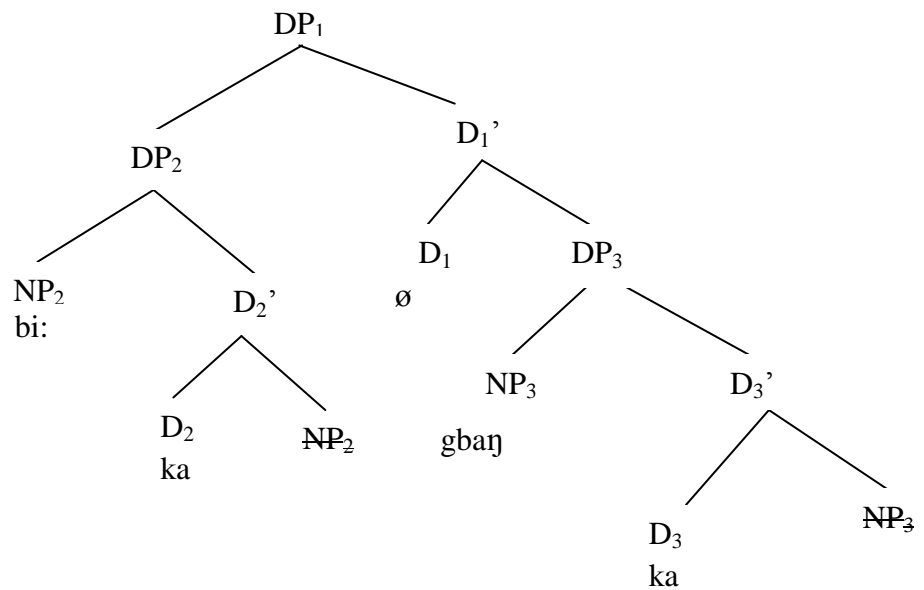 DP₁
D₁’
DP₂
D₁ DP₃
NP₂ D₂’ ø
bi:
NP₃ D₃’
D₂ NP₂ gbaŋ
ka
D₃ NP₃
ka